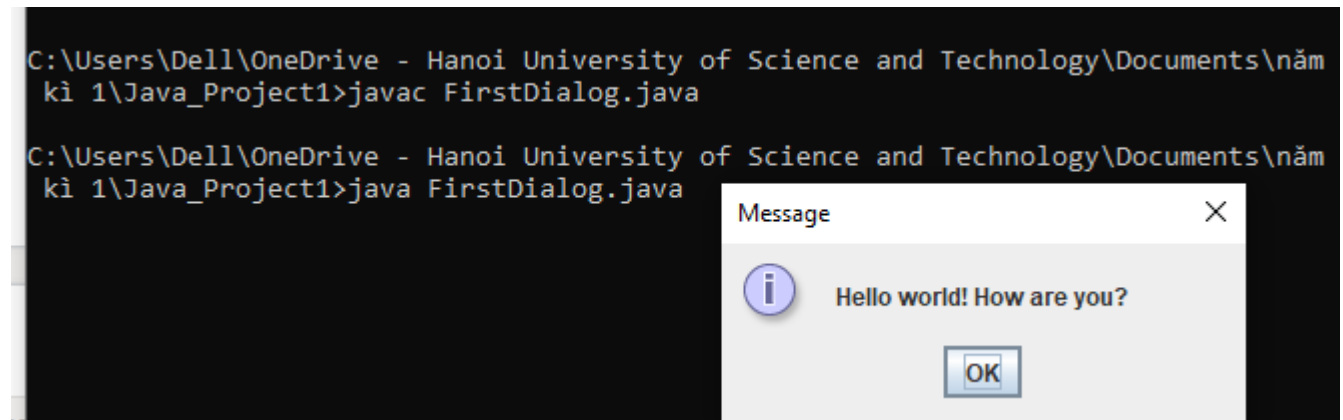 C:\Users\Dell\OneDrive - Hanoi University of Science and Technology\Documents\năm
kì 1\Java_Project1>javac FirstDialog.java
C:\Users\Dell\OneDrive - Hanoi University of Science and Technology\Documents\năm
kì 1\Java_Project1>java FirstDialog.java
Message
Hello world! How are you?
OK